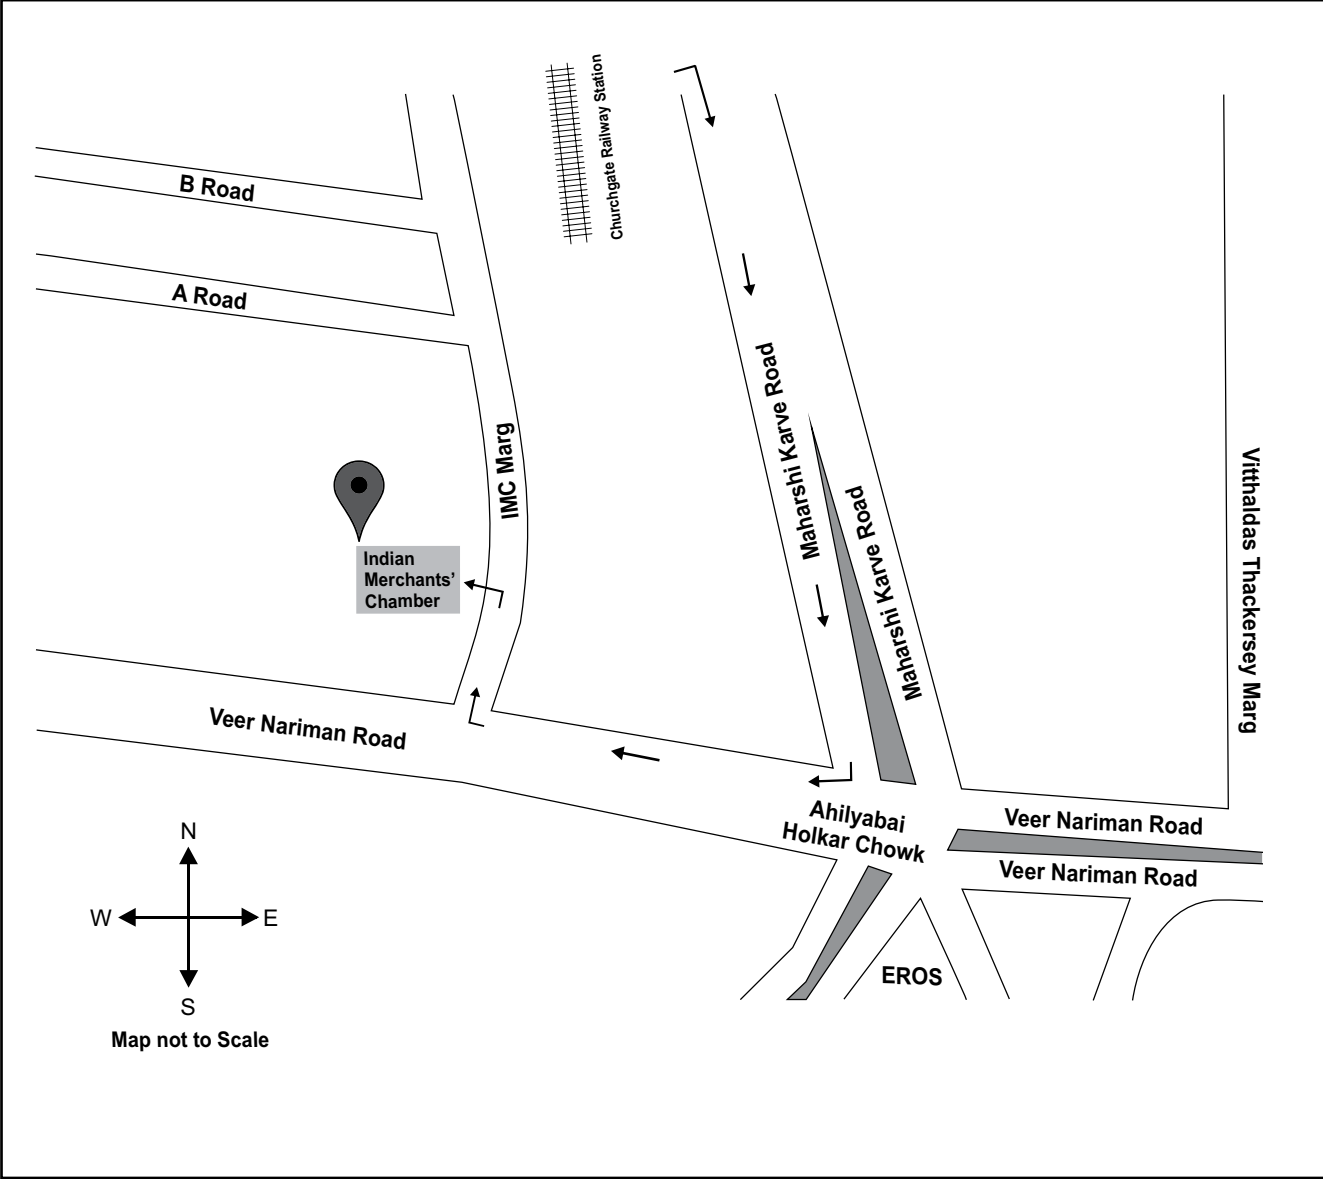 Churchgate Railway Station
B Road
A Road
Maharshi Karve Road
IMC Marg
Maharshi Karve Road
Vitthaldas Thackersey Marg
Indian
Merchants’
Chamber
Veer Nariman Road
Ahilyabai
Holkar Chowk
Veer Nariman Road
Veer Nariman Road
EROS
N
W
E
S
Map not to Scale